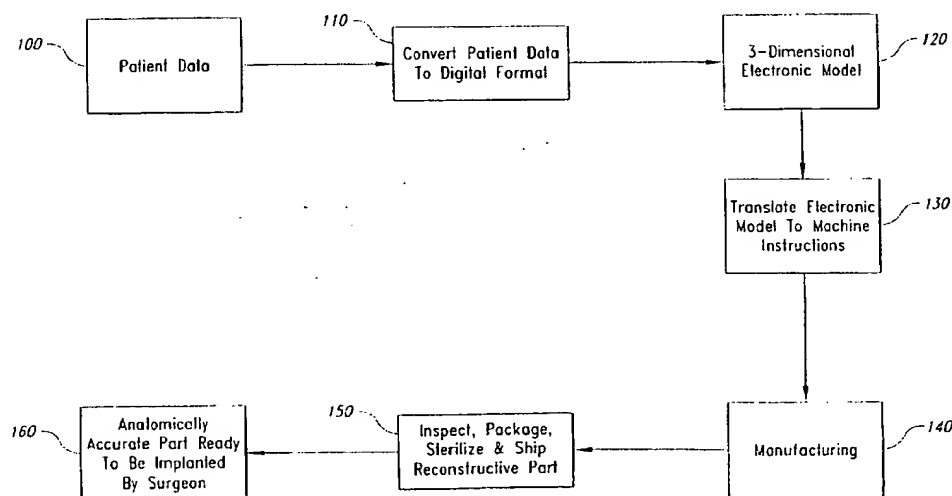 100
Patient Data
110
Convert Patient Data
To Digital Format
3-Dimensional
Electronic Model
120
Translate Electronic
Model To Machine
Instructions
130
Manufacturing
140
150
Inspect, Package,
Sterilize & Ship
Reconstructive Part
160
Anatomically
Accurate Part Ready
To Be Implanted
By Surgeon